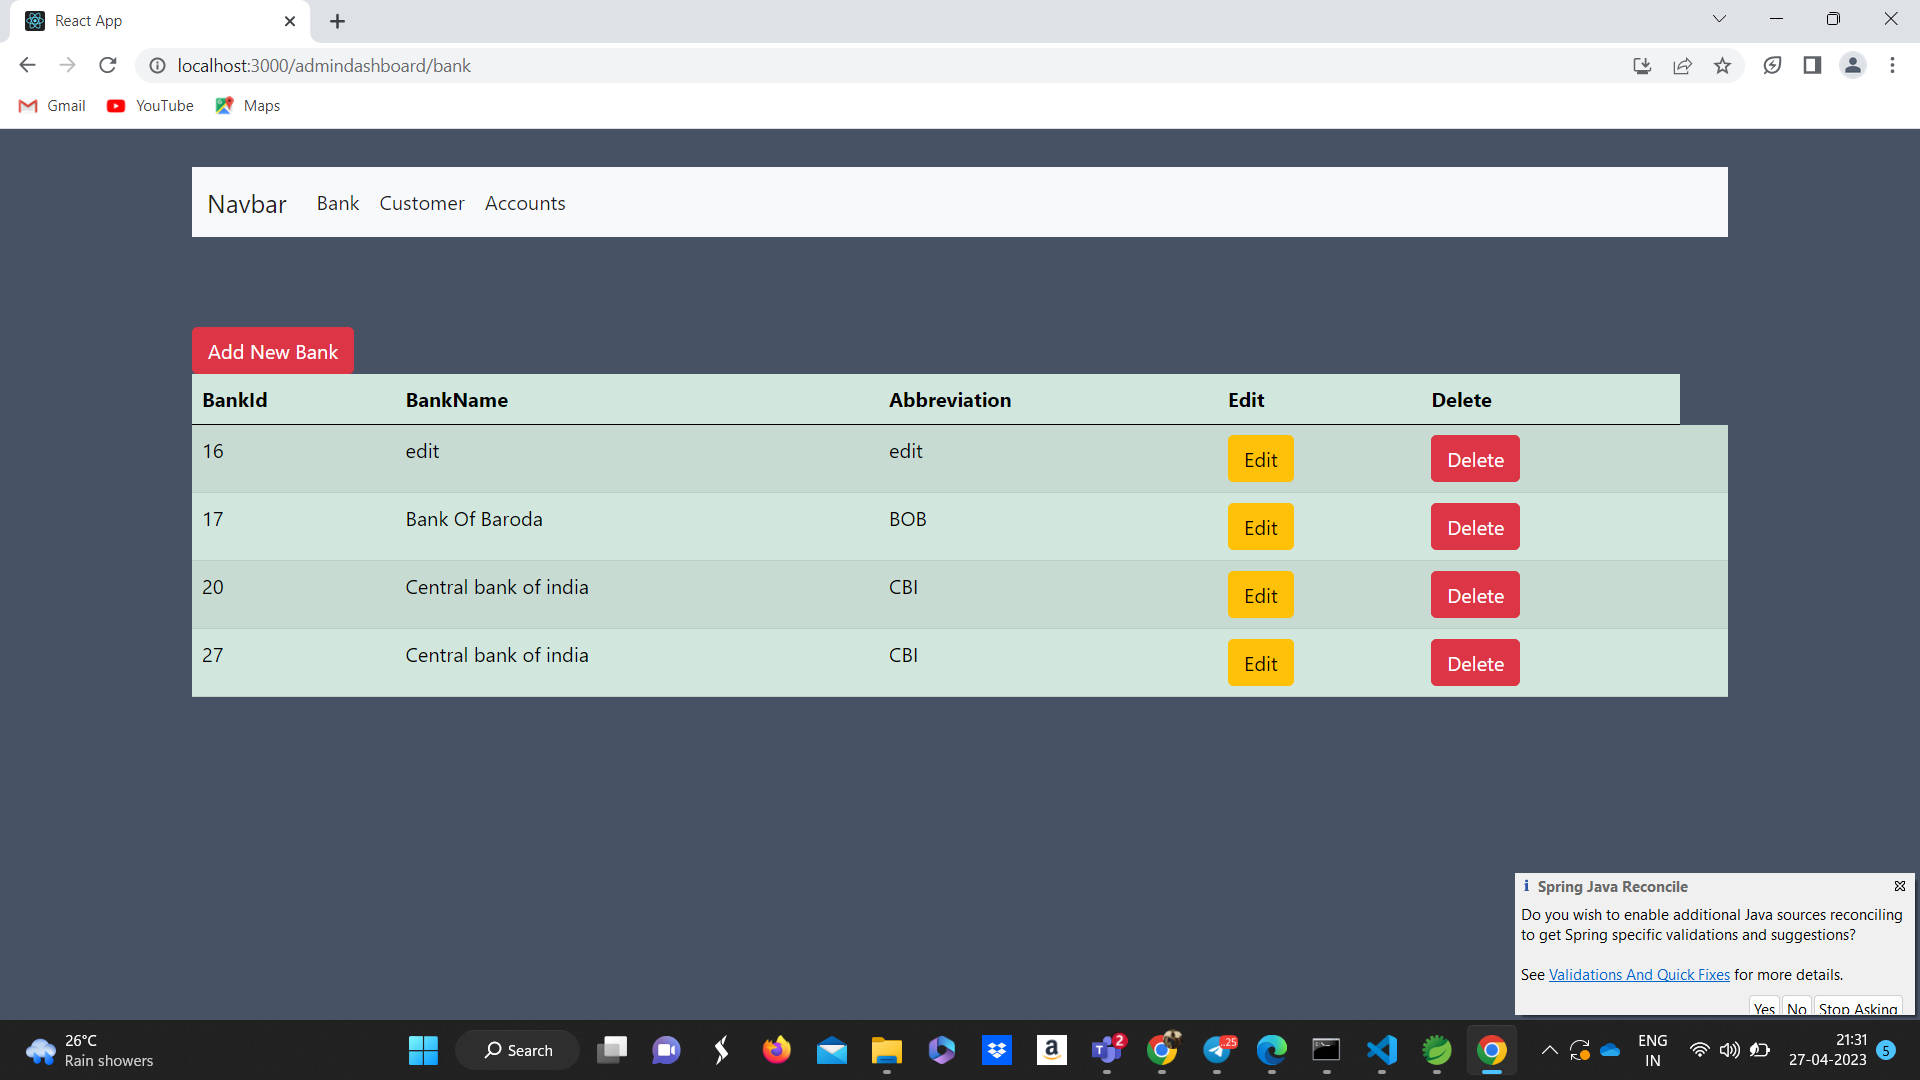 React App
localhost:3000/admindashboard/bank
Gmail YouTube Maps
Navbar Bank Customer Accounts
Add New Bank
BankId BankName Abbreviation Edit Delete
16 edit edit Edit Delete
17 Bank Of Baroda BOB Edit Delete
20 Central bank of india CBI Edit Delete
27 Central bank of india CBI Edit Delete
Spring Java Reconcile
Do you wish to enable additional Java sources reconciling
to get Spring specific validations and suggestions?
See Validations And Quick Fixes for more details.
Yes No Stop Asking
26°C
Rain showers
Search
a
2
.25
ENG
IN
21:31
27-04-2023
5